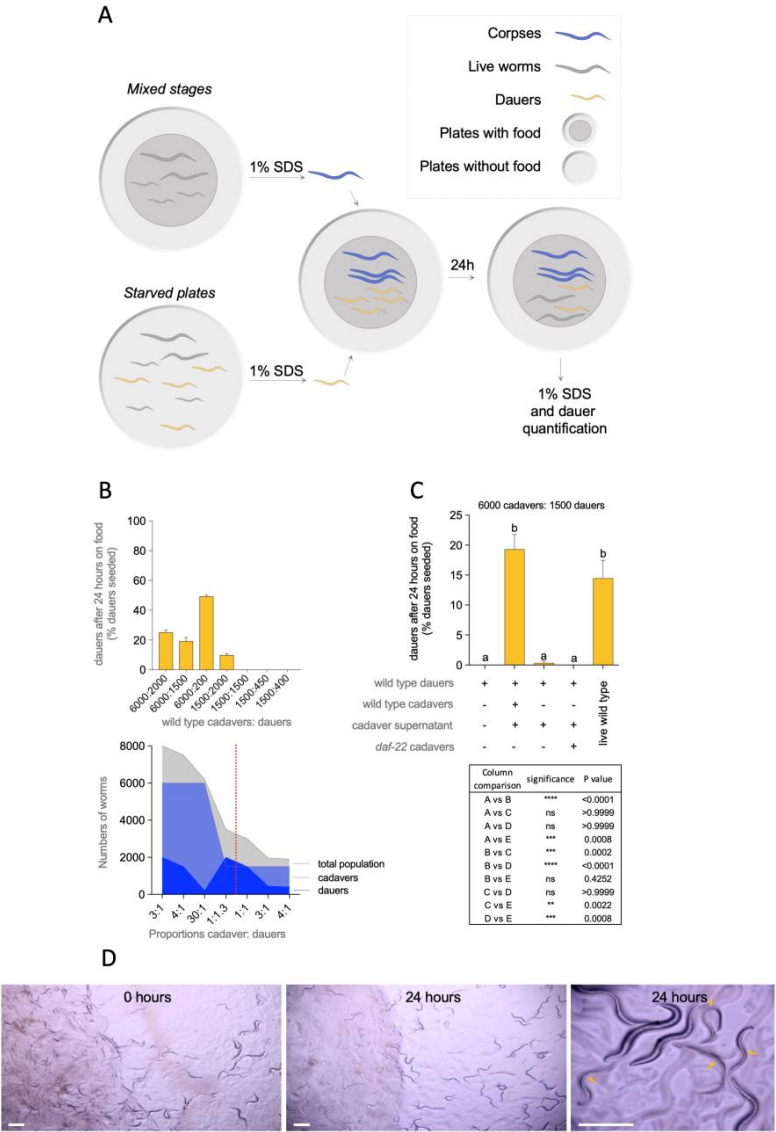 A
Corpses
Live worms
Dauers
Plates with food
Plates without food
Mixed stages
1% SDS
24h
Starved plates
1% SDS
1% SDS
and dauer
quantification
B
dauers after 24 hours on food
(% dauers seeded)
100
80
60
40
20
0
6000:2000
6000:1500
6000:200
1500:2000
1500:1500
1500:450
1500:400
wild type cadavers: dauers
Numbers of worms
8000
6000
4000
2000
0
total population
cadavers
dauers
3:1
4:1
30:1
1:1.3
1:1
3:1
4:1
Proportions cadaver: dauers
C
6000 cadavers: 1500 dauers
dauers after 24 hours on food
(% dauers seeded)
25
20
15
10
5
0
a
b
a
a
b
wild type dauers + + + +
wild type cadavers - + - -
cadaver supernatant - + + +
daf-22 cadavers - - - +
live wild type
Column comparison significance P value
A vs B **** <0.0001
A vs C ns >0.9999
A vs D ns >0.9999
A vs E *** 0.0008
B vs C *** 0.0002
B vs D **** <0.0001
B vs E ns 0.4252
C vs D ns >0.9999
C vs E ** 0.0022
D vs E *** 0.0008
D
0 hours
24 hours
24 hours